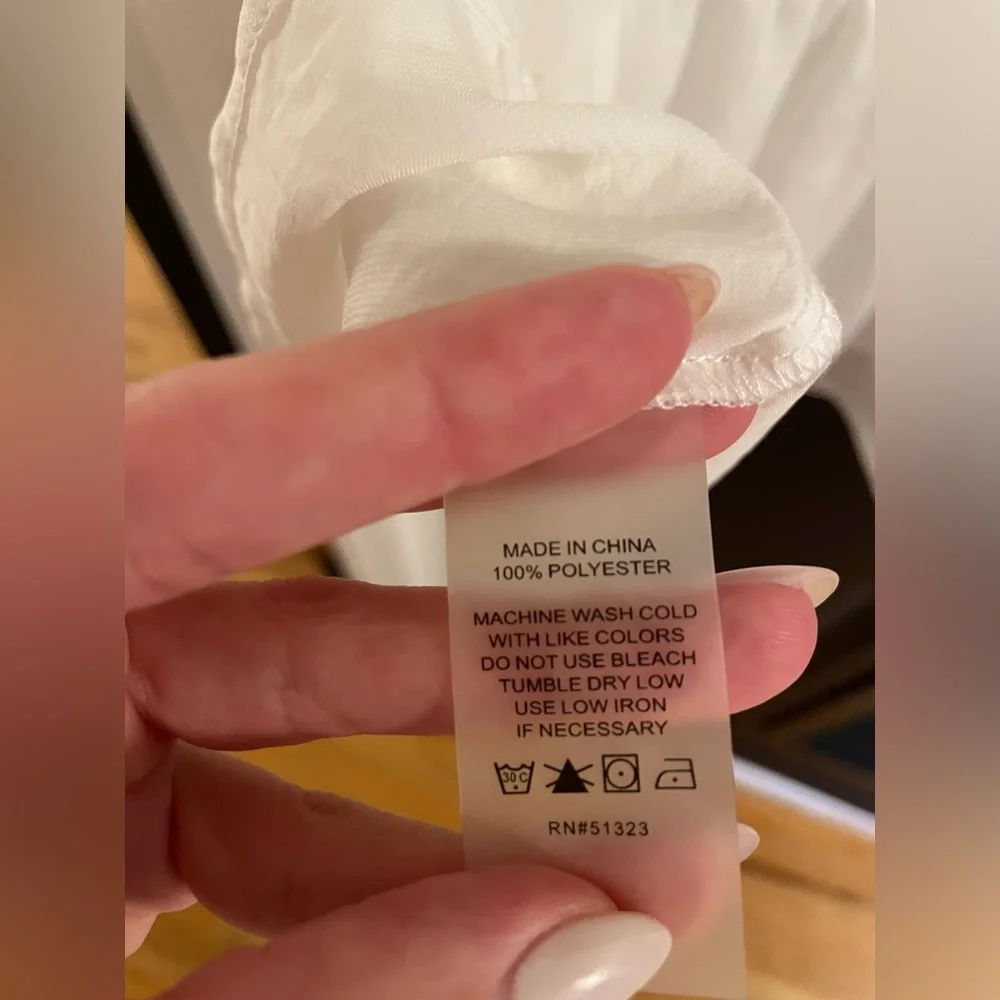 MADE IN CHINA
100% POLYESTER
MACHINE WASH COLD
WITH LIKE COLORS
DO NOT USE BLEACH
TUMBLE DRY LOW
USE LOW IRON
IF NECESSARY
30 C
RN#51323